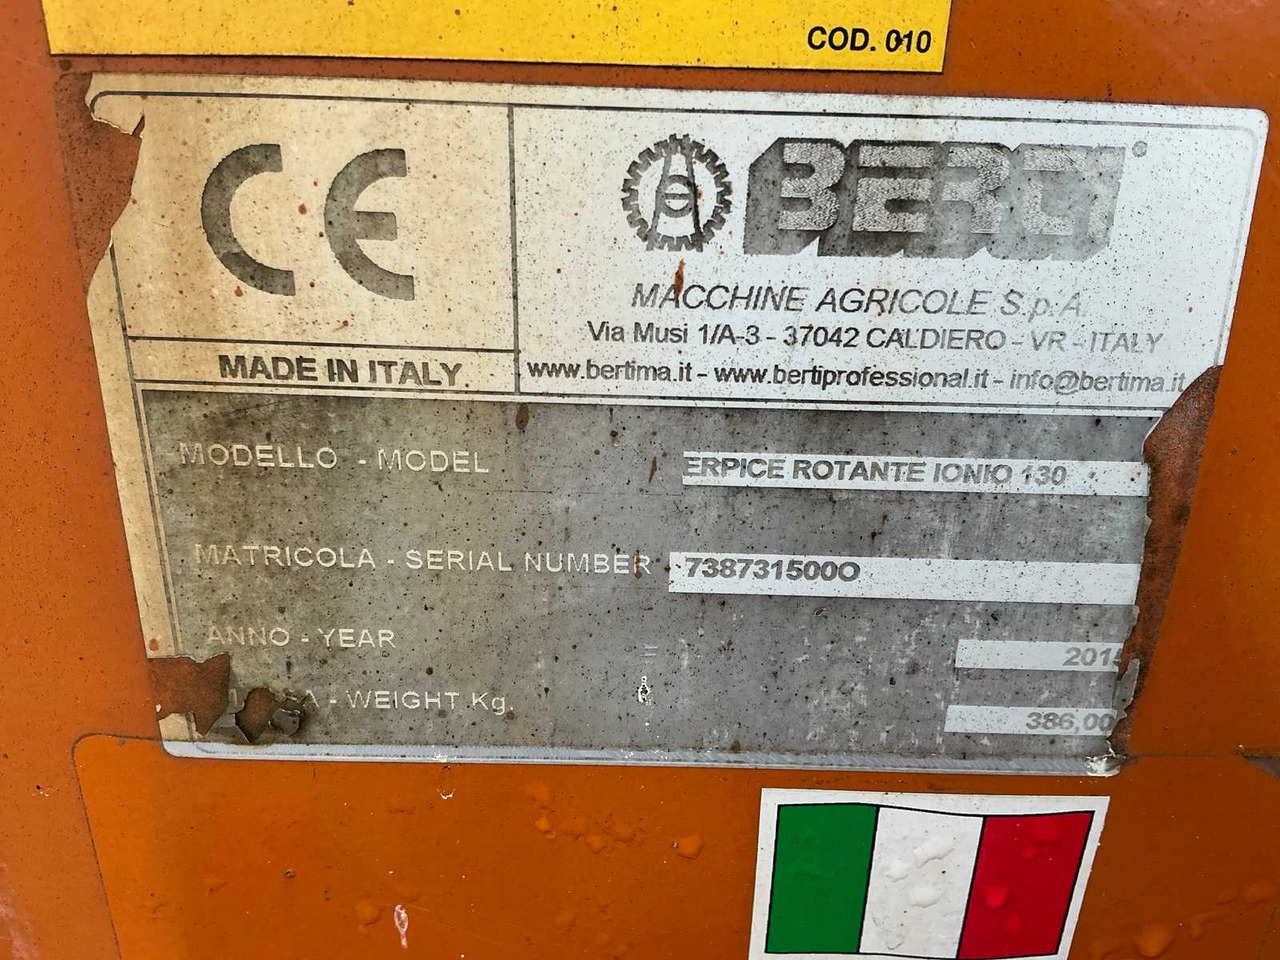 COD. 010
CE
BERTI®
MACCHINE AGRICOLE S.p.A.
Via Musi 1/A-3 - 37042 CALDIERO - VR - ITALY
MADE IN ITALY
www.bertima.it - www.bertiprofessional.it - info@bertima.it
MODELLO - MODEL ERPICE ROTANTE IONIO 130
MATRICOLA - SERIAL NUMBER 738731500O
ANNO - YEAR 2015
- WEIGHT Kg. 386,00